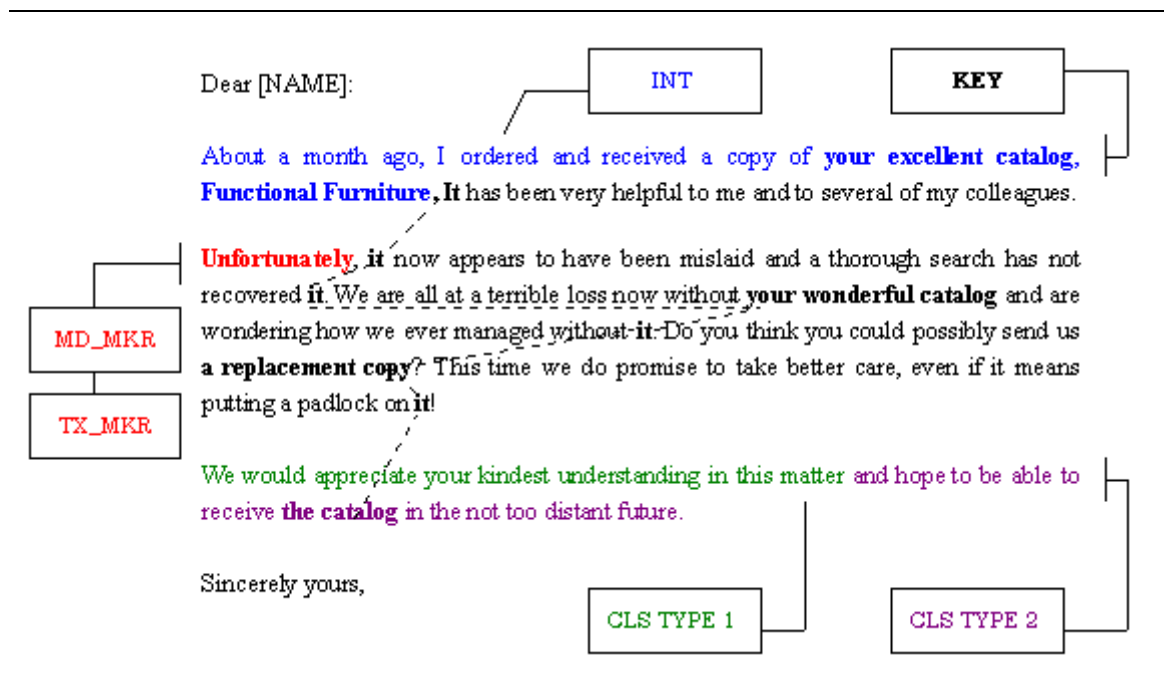 INT
KEY
Dear [NAME]:
About a month ago, I ordered and received a copy of your excellent catalog,
Functional Furniture, It has been very helpful to me and to several of my colleagues.
Unfortunately, it now appears to have been mislaid and a thorough search has not
recovered it. We are all at a terrible loss now without your wonderful catalog and are
wondering how we ever managed without it. Do you think you could possibly send us
a replacement copy? This time we do promise to take better care, even if it means
putting a padlock on it!
MD_MKR
TX_MKR
We would appreciate your kindest understanding in this matter and hope to be able to
receive the catalog in the not too distant future.
Sincerely yours,
CLS TYPE 1
CLS TYPE 2